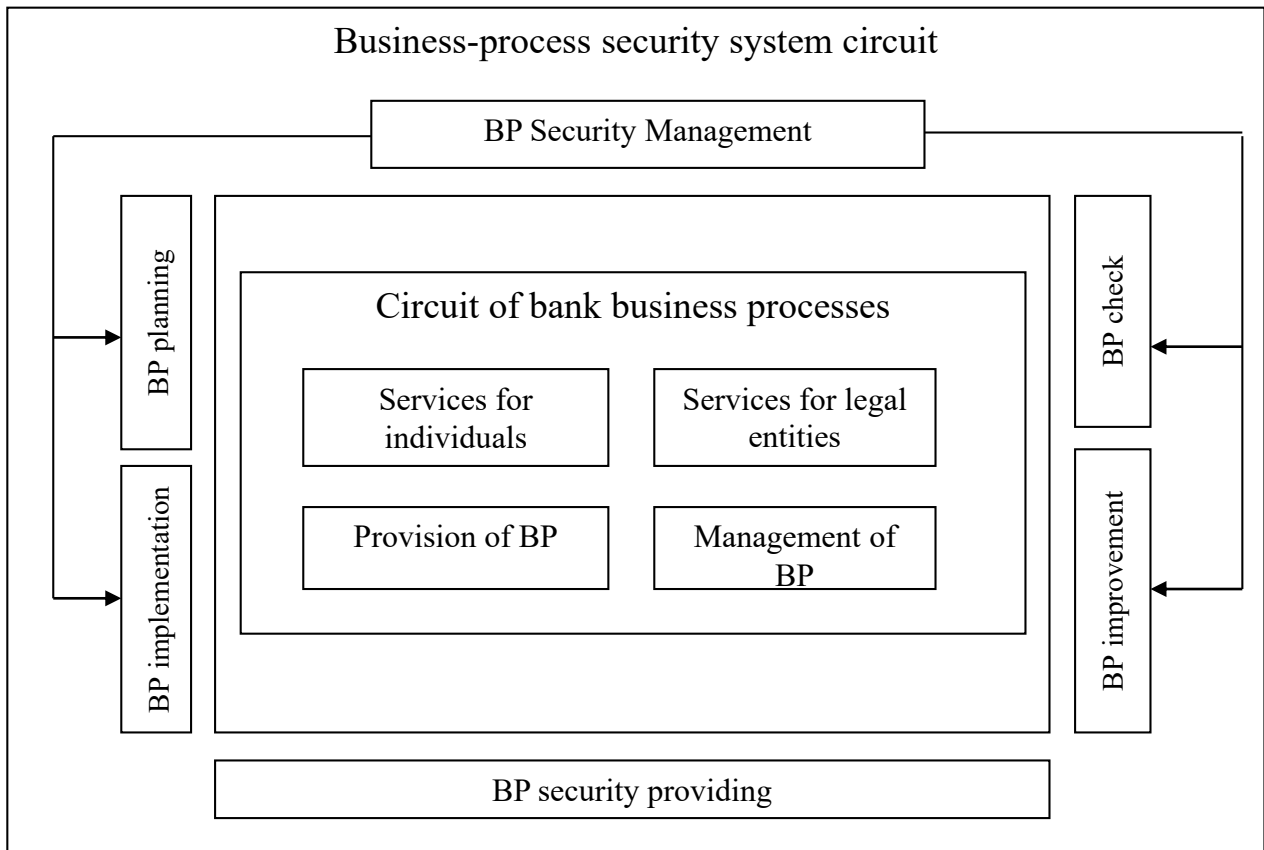 Business-process security system circuit
BP Security Management
BP planning
BP implementation
Circuit of bank business processes
Services for
individuals
Services for legal
entities
Provision of BP
Management of
BP
BP check
BP improvement
BP security providing